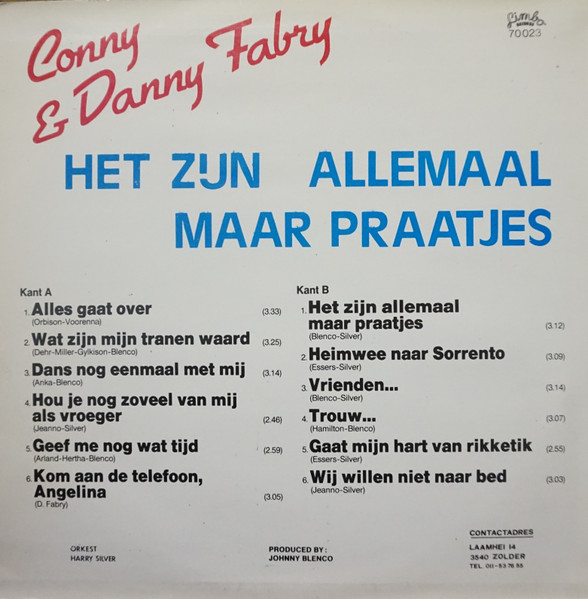 Conny
& Danny Fabry
Limbo
RECORDS
70023
HET ZIJN ALLEMAAL
MAAR PRAATJES
Kant A
1. Alles gaat over (3.33)
(Orbison-Voorenna)
2. Wat zijn mijn tranen waard (3.25)
(Dehr-Miller-Gylkison-Blenco)
3. Dans nog eenmaal met mij (3.14)
(Anka-Blenco)
4. Hou je nog zoveel van mij
als vroeger (2.46)
(Jeanno-Silver)
5. Geef me nog wat tijd (2.59)
(Arland-Hertha-Blenco)
6. Kom aan de telefoon,
Angelina (3.05)
(D. Fabry)
Kant B
1. Het zijn allemaal
maar praatjes (3.12)
(Blenco-Silver)
2. Heimwee naar Sorrento (3.09)
(Essers-Silver)
3. Vrienden... (3.14)
(Blenco-Silver)
4. Trouw... (3.07)
(Hamilton-Blenco)
5. Gaat mijn hart van rikketik (2.55)
(Essers-Silver)
6. Wij willen niet naar bed (3.03)
(Jeanno-Silver)
ORKEST
HARRY SILVER
PRODUCED BY:
JOHNNY BLENCO
CONTACTADRES
LAAMHEI 14
3540 ZOLDER
TEL. 011-53 76 55